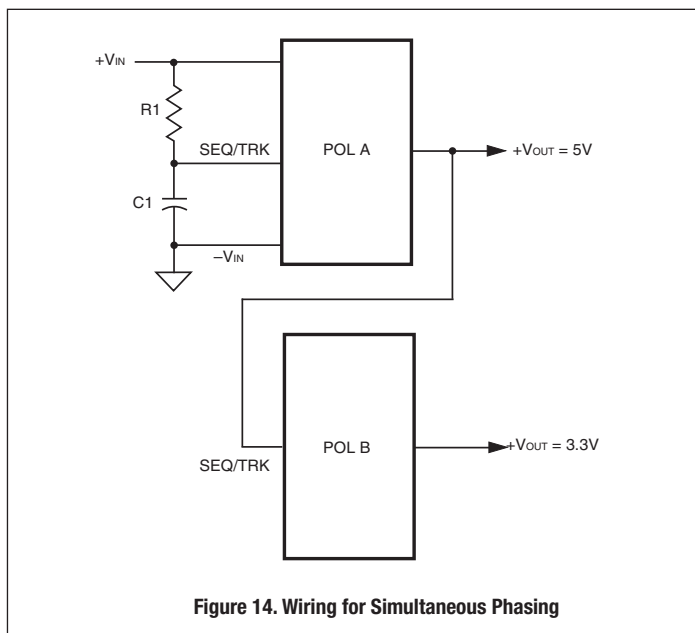 +VIN
R1
SEQ/TRK
POL A
+VOUT = 5V
C1
–VIN
POL B
+VOUT = 3.3V
SEQ/TRK
Figure 14. Wiring for Simultaneous Phasing